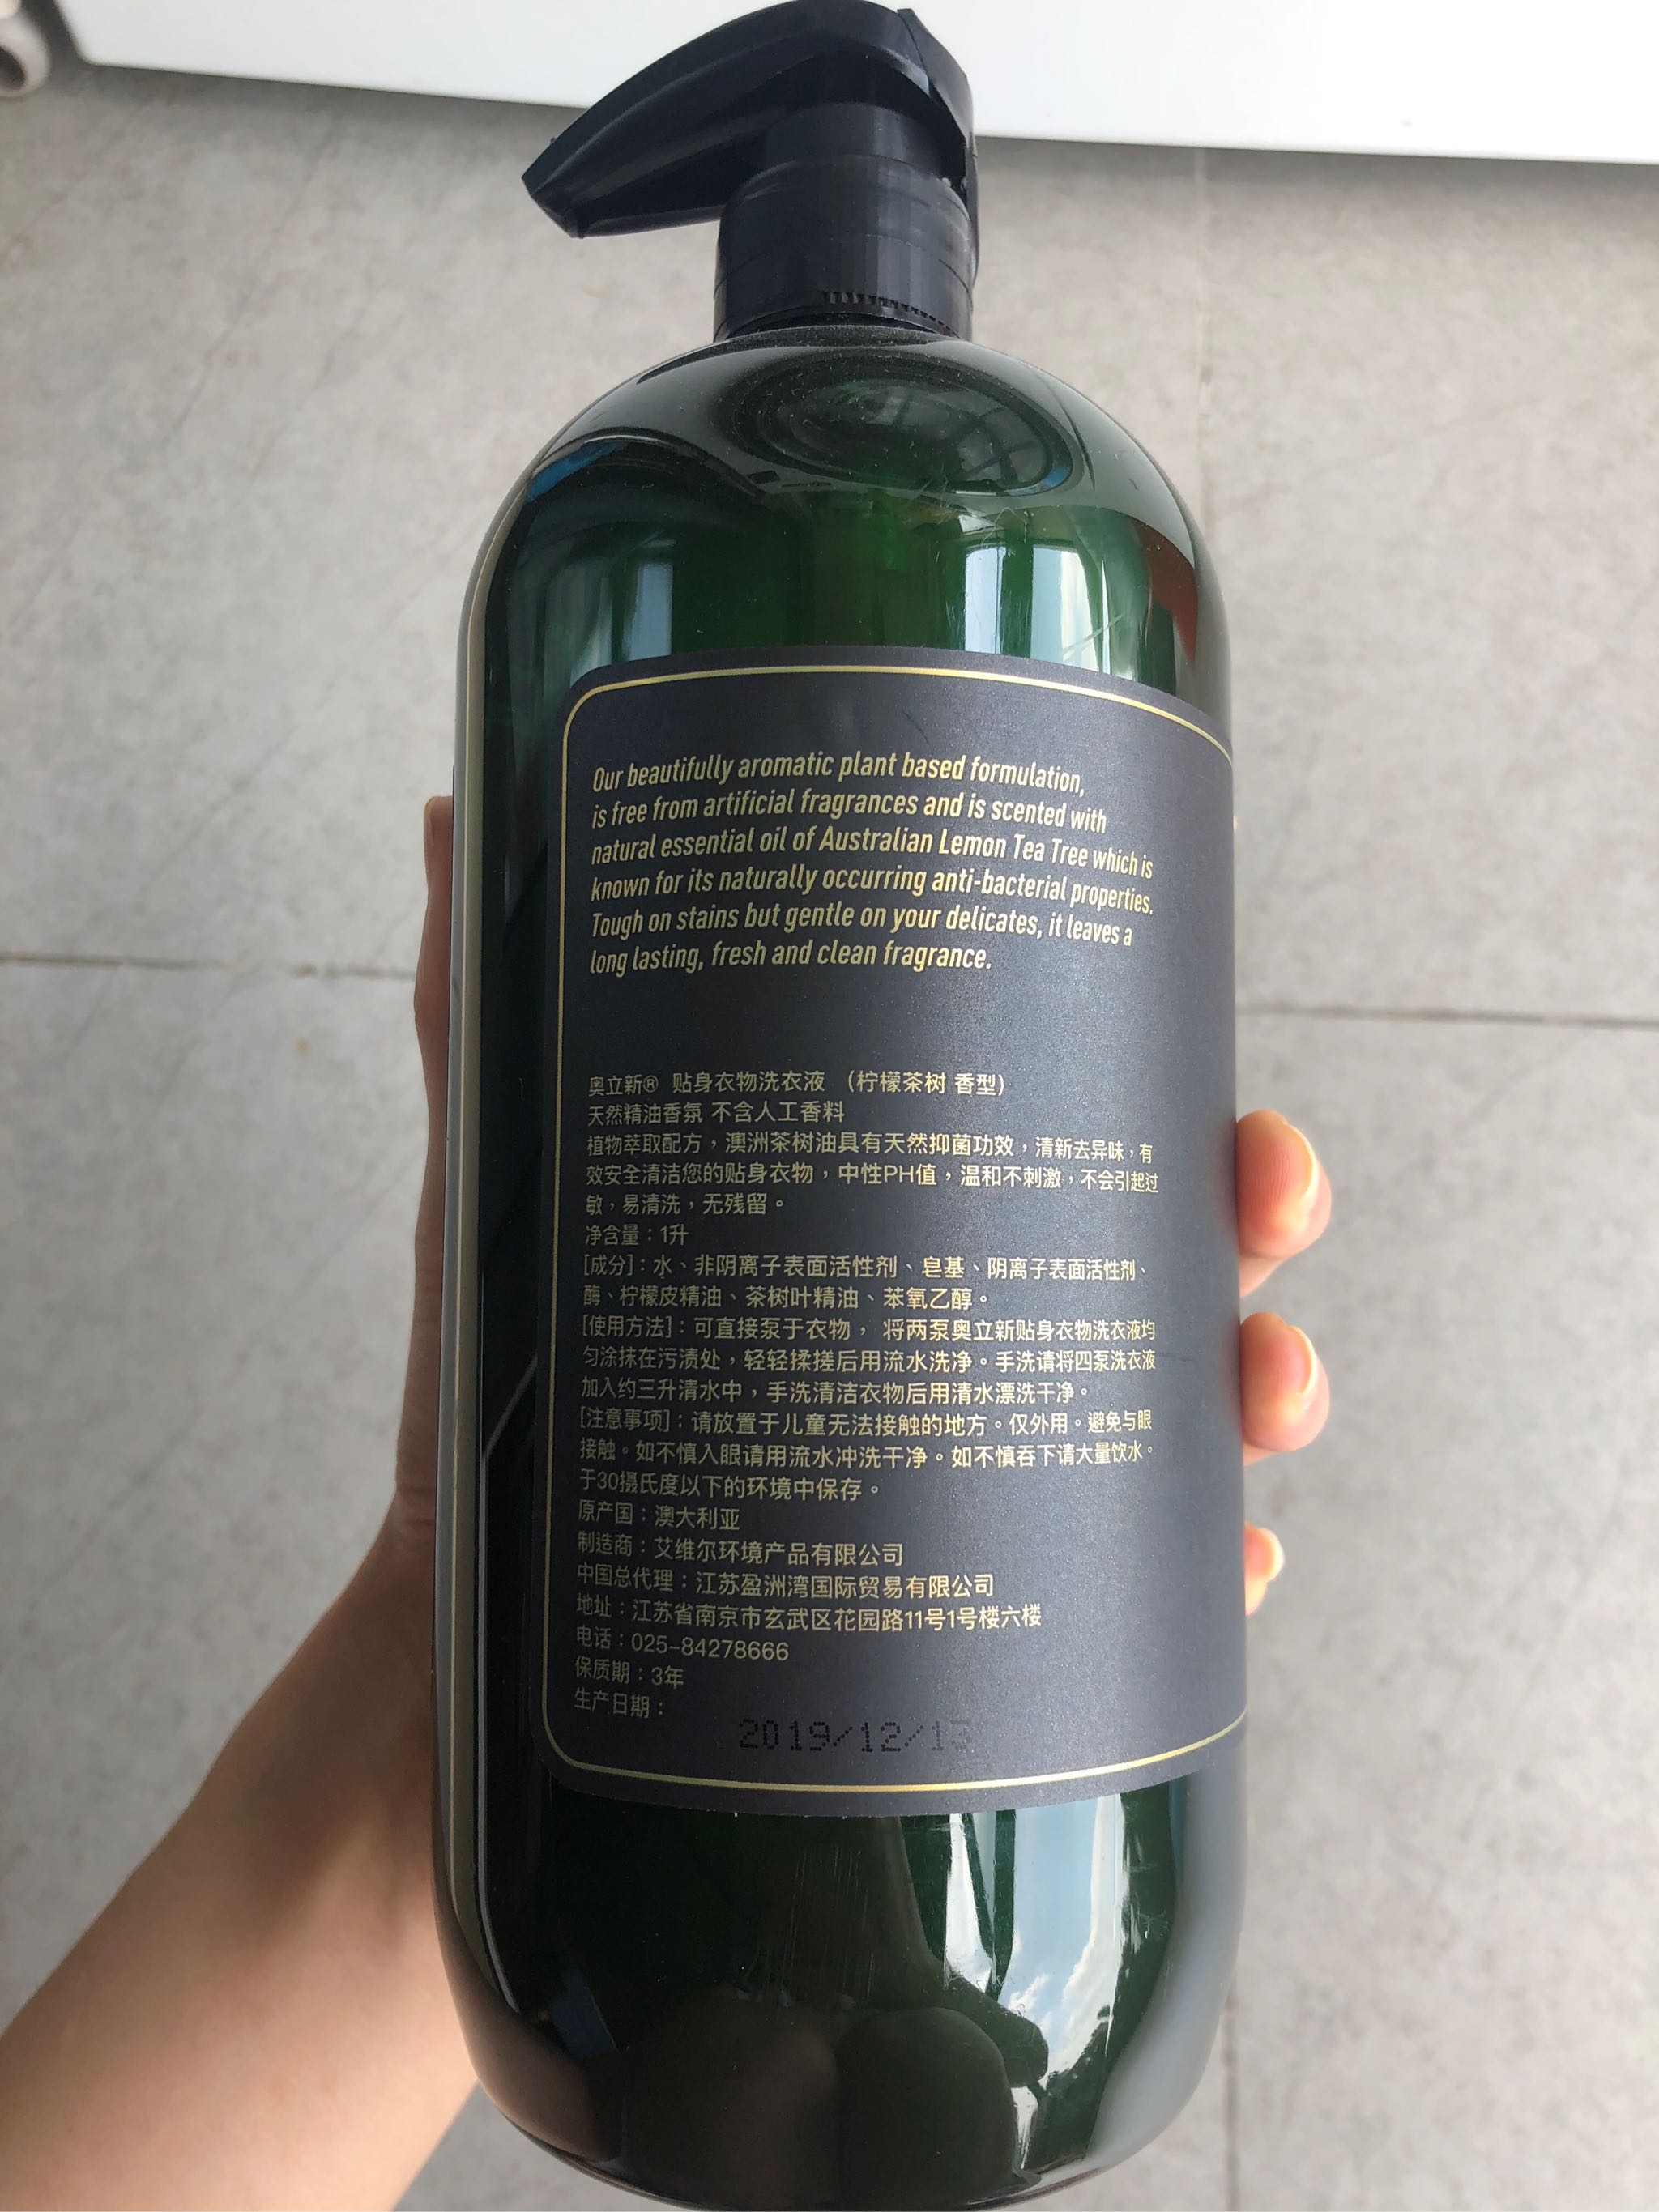 Our beautifully aromatic plant based formulation,
is free from artificial fragrances and is scented with
natural essential oil of Australian Lemon Tea Tree which is
known for its naturally occurring anti-bacterial properties.
Tough on stains but gentle on your delicates, it leaves a
long lasting, fresh and clean fragrance.
奥立新® 贴身衣物洗衣液 (柠檬茶树 香型)
天然精油香氛 不含人工香料
植物萃取配方，澳洲茶树油具有天然抑菌功效，清新去异味，有
效安全清洁您的贴身衣物，中性PH值，温和不刺激，不会引起过
敏，易清洗，无残留。
净含量：1升
[成分]：水、非阴离子表面活性剂、皂基、阴离子表面活性剂、
酶、柠檬皮精油、茶树叶精油、苯氧乙醇。
[使用方法]：可直接泵于衣物， 将两泵奥立新贴身衣物洗衣液均
匀涂抹在污渍处，轻轻揉搓后用流水洗净。手洗请将四泵洗衣液
加入约三升清水中，手洗清洁衣物后用清水漂洗干净。
[注意事项]：请放置于儿童无法接触的地方。仅外用。避免与眼
接触。如不慎入眼请用流水冲洗干净。如不慎吞下请大量饮水。
于30摄氏度以下的环境中保存。
原产国：澳大利亚
制造商：艾维尔环境产品有限公司
中国总代理：江苏盈洲湾国际贸易有限公司
地址：江苏省南京市玄武区花园路11号1号楼六楼
电话：025-84278666
保质期：3年
生产日期：
2019/12/13